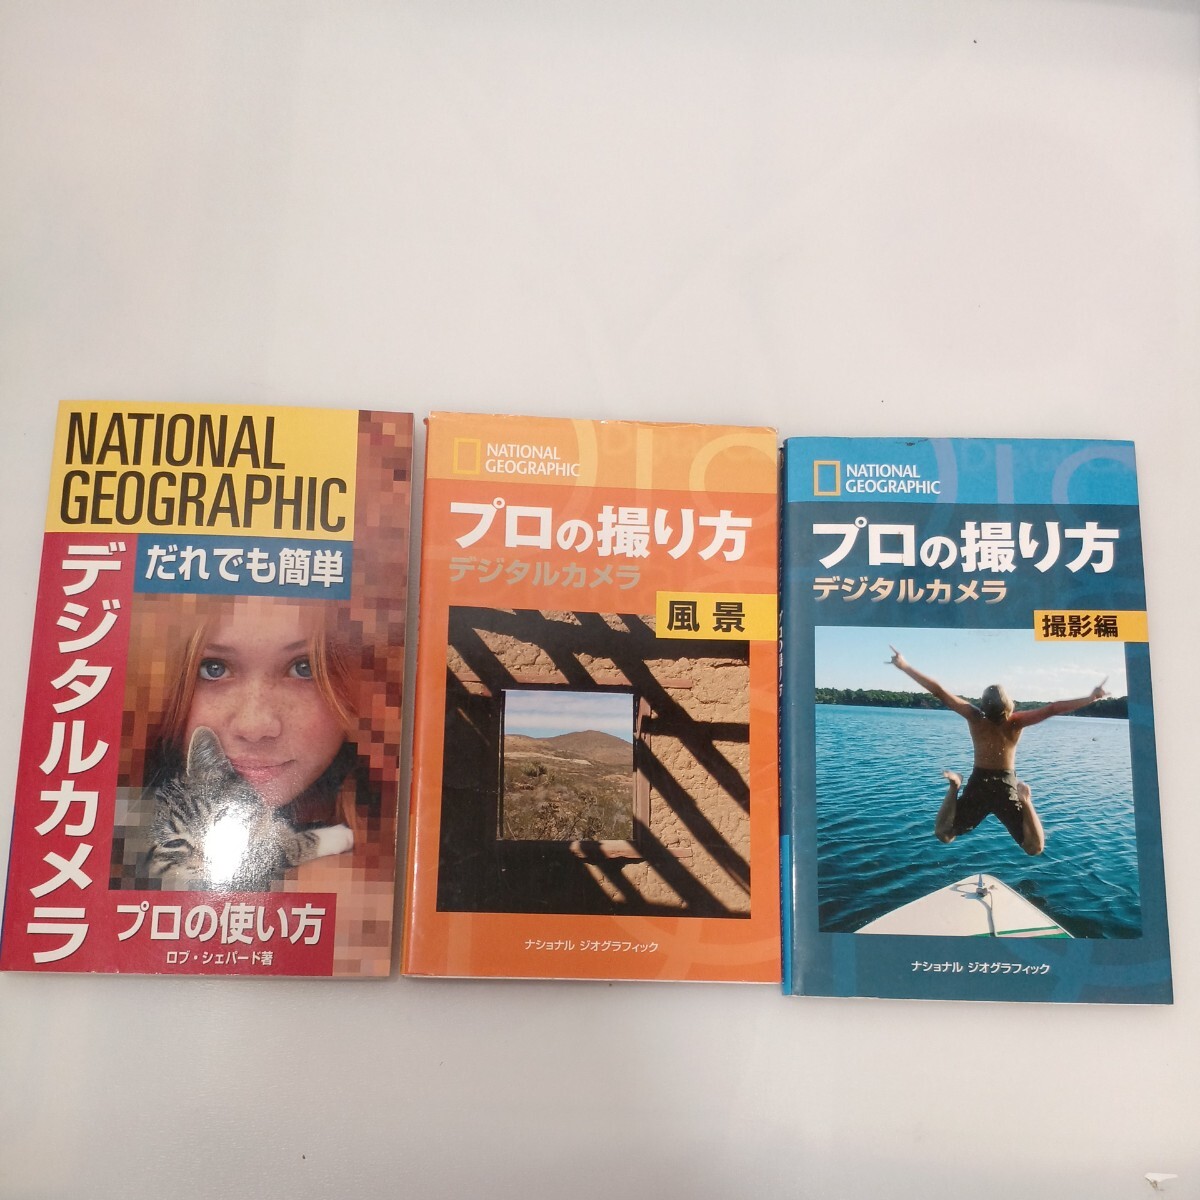 NATIONAL
GEOGRAPHIC
だれでも簡単
デジタルカメラ
プロの使い方
ロブ・シェパード著
NATIONAL
GEOGRAPHIC
プロの撮り方
デジタルカメラ
風景
ナショナル ジオグラフィック
NATIONAL
GEOGRAPHIC
プロの撮り方
デジタルカメラ
撮影編
ナショナル ジオグラフィック